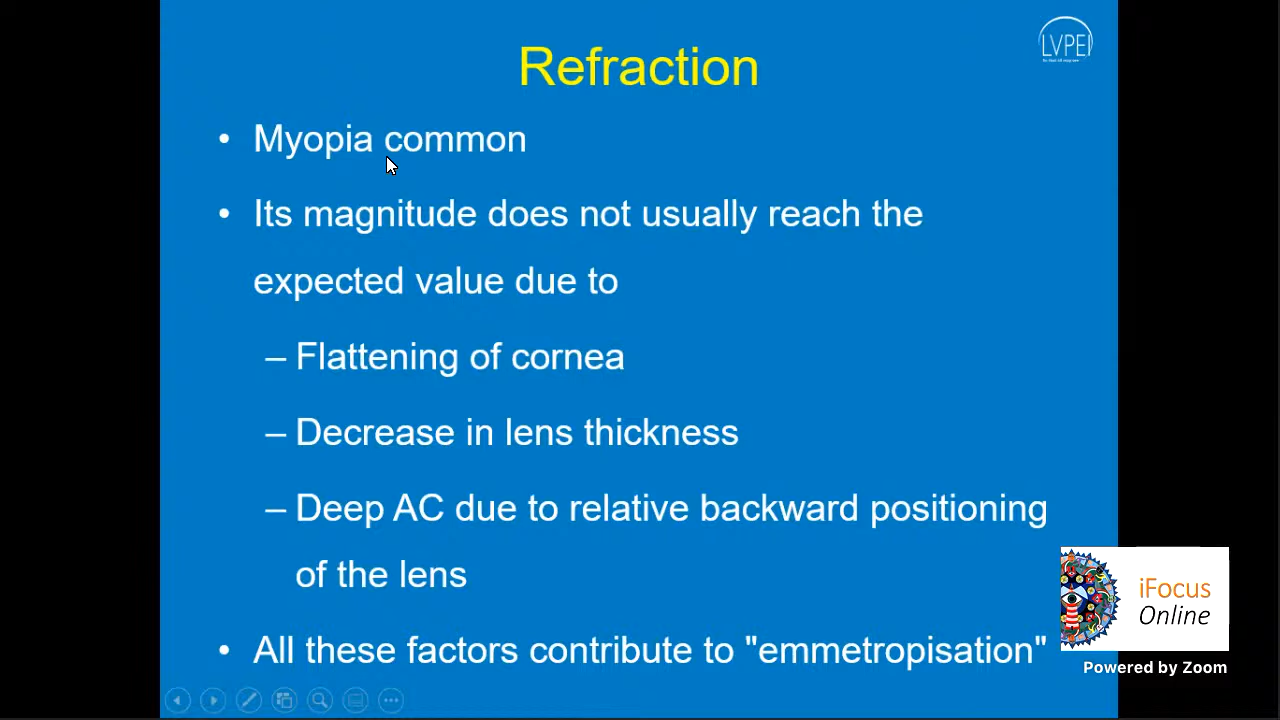 LVPEI
Refraction
• Myopia common
• Its magnitude does not usually reach the
expected value due to
– Flattening of cornea
– Decrease in lens thickness
– Deep AC due to relative backward positioning
of the lens
• All these factors contribute to "emmetropisation"
iFocus
Online
Powered by Zoom